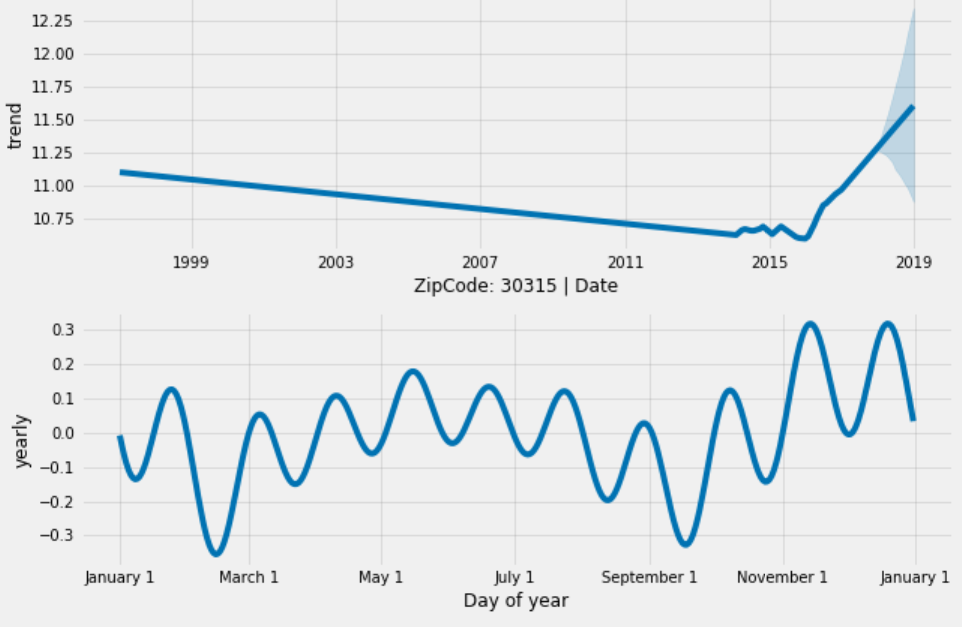 12.25
12.00
11.75
11.50
11.25
11.00
10.75
trend
1999 2003 2007 2011 2015 2019
ZipCode: 30315 | Date
0.3
0.2
0.1
0.0
−0.1
−0.2
−0.3
yearly
January 1 March 1 May 1 July 1 September 1 November 1 January 1
Day of year